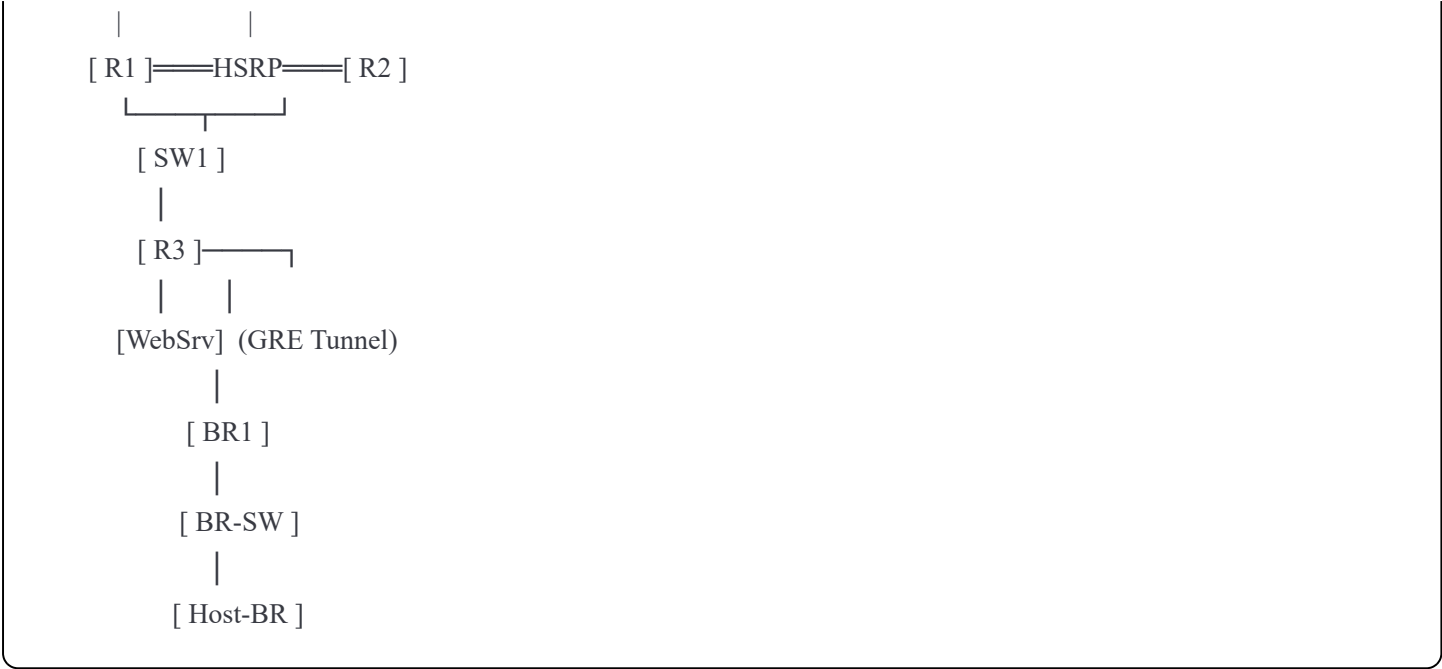 [ R1 ]════HSRP════[ R2 ]
[ SW1 ]
[ R3 ]
[WebSrv] (GRE Tunnel)
[ BR1 ]
[ BR-SW ]
[ Host-BR ]